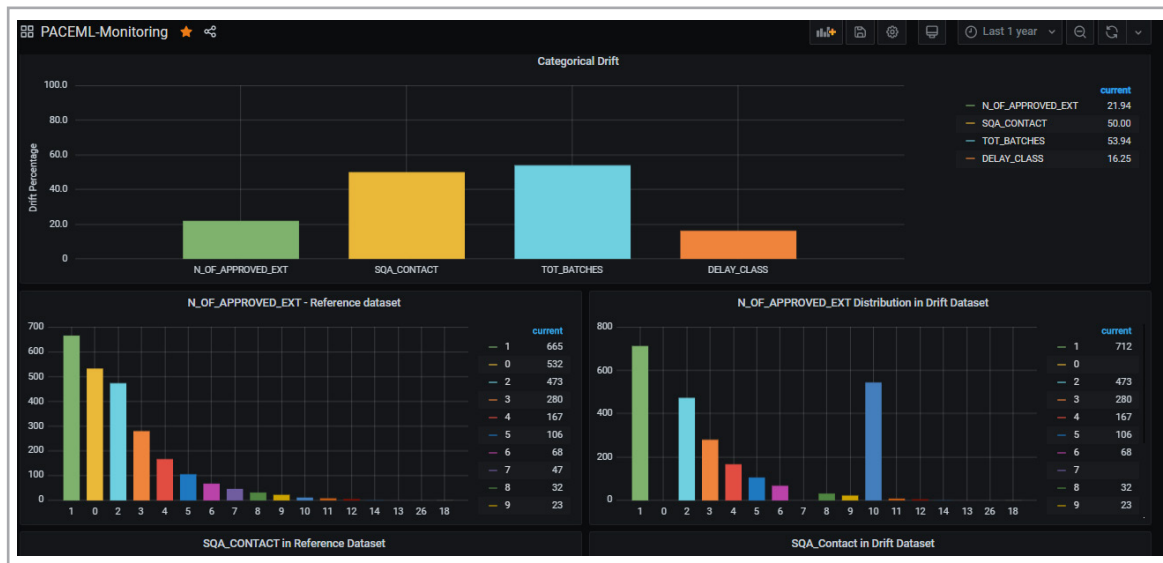 PACEML-Monitoring
Last 1 year
Categorical Drift
Drift Percentage
100.0
80.0
60.0
40.0
20.0
0
N_OF_APPROVED_EXT SQA_CONTACT TOT_BATCHES DELAY_CLASS
current
N_OF_APPROVED_EXT 21.94
SQA_CONTACT 50.00
TOT_BATCHES 53.94
DELAY_CLASS 16.25
N_OF_APPROVED_EXT - Reference dataset
700
600
500
400
300
200
100
0
1 0 2 3 4 5 6 7 8 9 10 11 12 14 13 26 18
current
1 665
0 532
2 473
3 280
4 167
5 106
6 68
7 47
8 32
9 23
N_OF_APPROVED_EXT Distribution in Drift Dataset
800
600
400
200
0
1 0 2 3 4 5 6 7 8 9 10 11 12 14 13 26 18
current
1 712
0
2 473
3 280
4 167
5 106
6 68
7
8 32
9 23
SQA_CONTACT in Reference Dataset
SQA_Contact in Drift Dataset